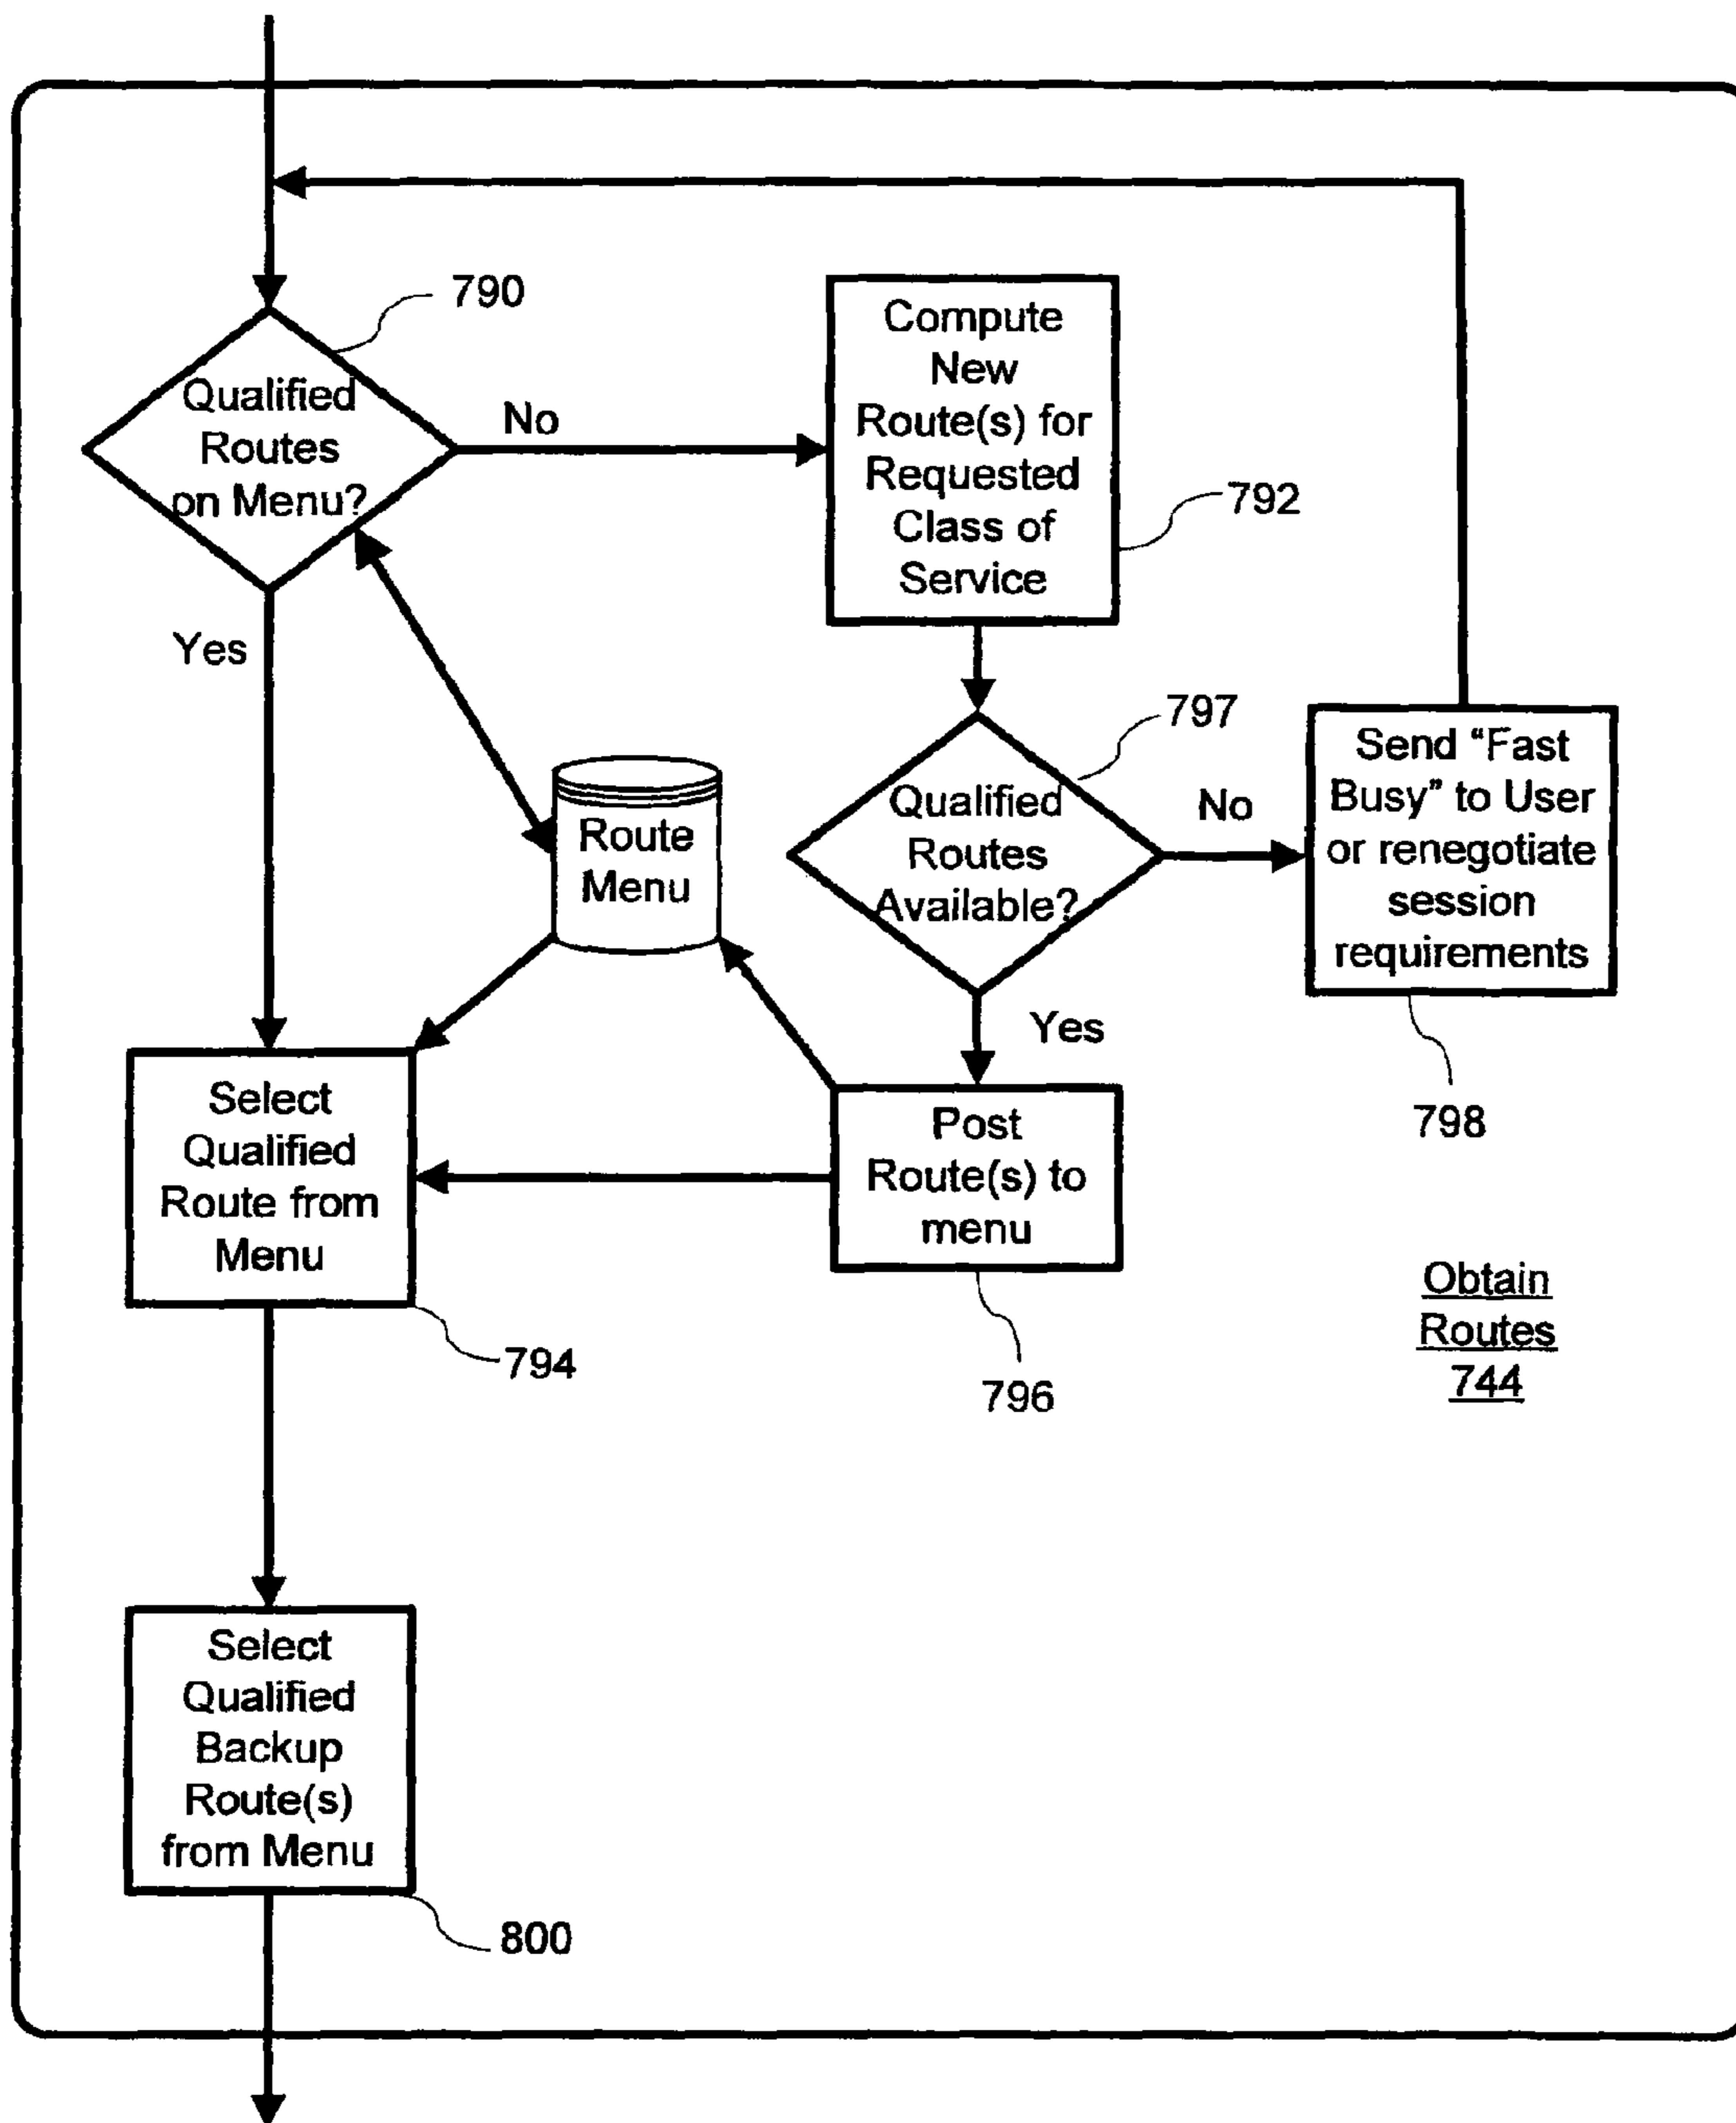 790
Qualified
Routes
on Menu?
No
Yes
Compute
New
Route(s) for
Requested
Class of
Service
792
797
Qualified
Routes
Available?
No
Yes
Send “Fast
Busy” to User
or renegotiate
session
requirements
798
Route
Menu
Select
Qualified
Route from
Menu
794
Post
Route(s) to
menu
796
Obtain
Routes
744
Select
Qualified
Backup
Route(s)
from Menu
800